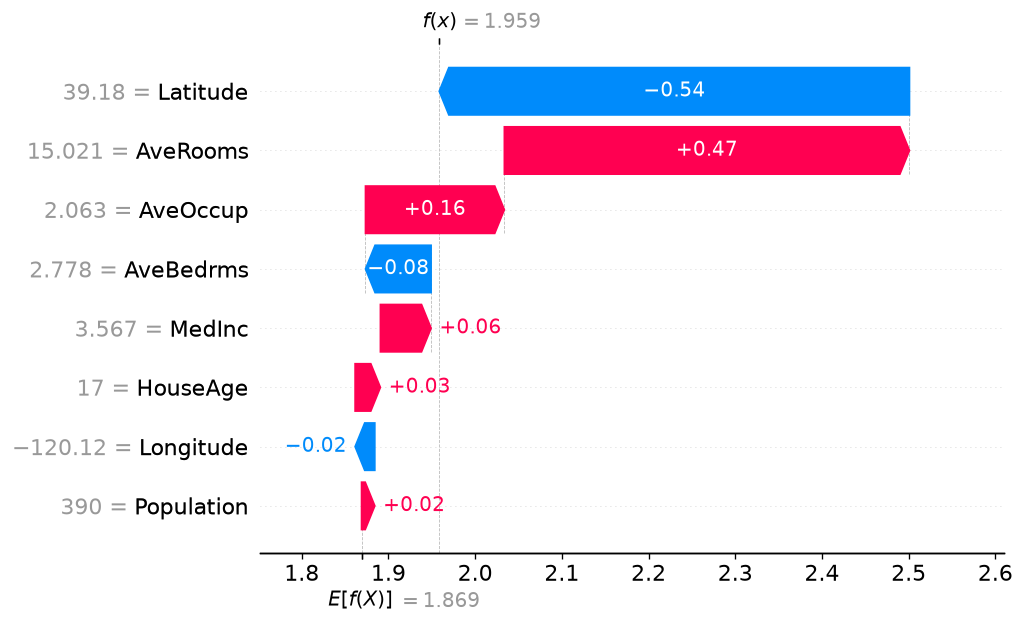 f(x) = 1.959
39.18 = Latitude −0.54
15.021 = AveRooms +0.47
2.063 = AveOccup +0.16
2.778 = AveBedrms −0.08
3.567 = MedInc +0.06
17 = HouseAge +0.03
−120.12 = Longitude −0.02
390 = Population +0.02
1.8 1.9 2.0 2.1 2.2 2.3 2.4 2.5 2.6
E[f(X)] = 1.869